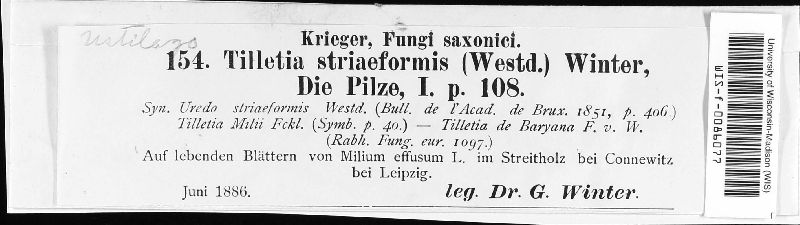 ustilago
Krieger, Fungi saxonici.
154. Tilletia striaeformis (Westd.) Winter,
Die Pilze, I. p. 108.
Syn. Uredo striaeformis Westd. (Bull. de l'Acad. de Brux. 1851, p. 406.)
Tilletia Milii Fckl. (Symb. p. 40.) — Tilletia de Baryana F. v. W.
(Rabh. Fung. eur. 1097.)
Auf lebenden Blättern von Milium effusum L. im Streitholz bei Connewitz
bei Leipzig.
Juni 1886.
leg. Dr. G. Winter.
University of Wisconsin-Madison (WIS)
WIS-F-0086077